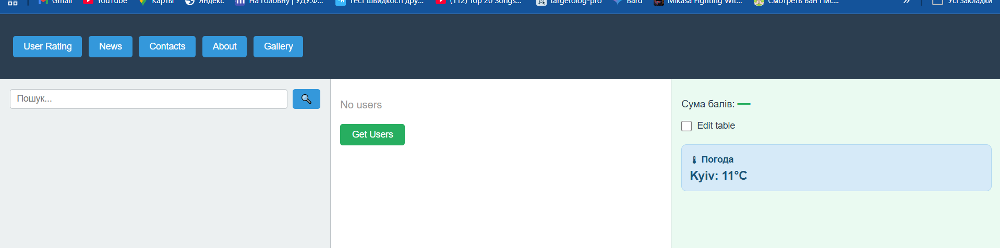 Gmail
YouTube
Карты
Яндекс
На головну | УДУ.Ф...
Тест швидкості дру...
(112) Top 20 Songs...
targetolog-pro
Bard
Mikasa Fighting Wit...
Смотреть Ван Пис...
Усі закладки
User Rating
News
Contacts
About
Gallery
Пошук...
No users
Get Users
Сума балів: —
Edit table
Погода
Kyiv: 11°C